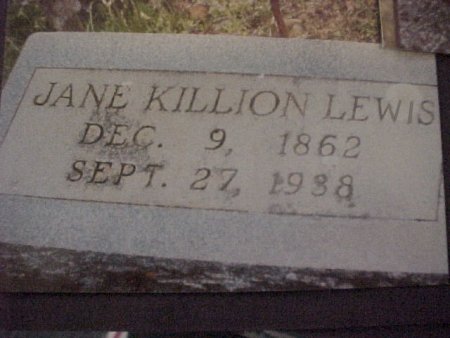 JANE KILLION LEWIS
DEC. 9, 1862
SEPT. 27, 1938